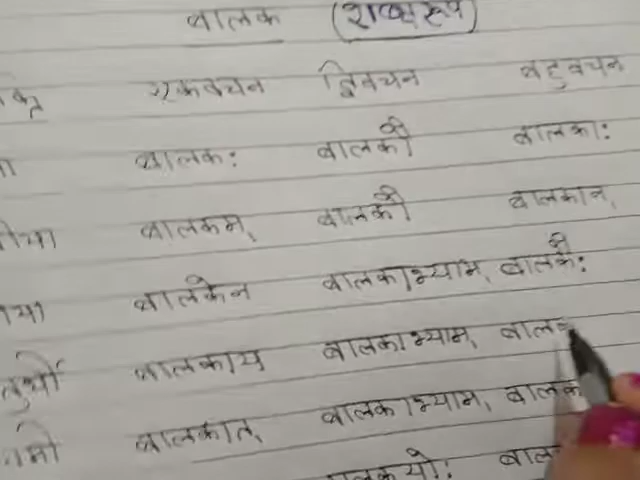 बालक (शब्दरूप)
एकवचन द्विवचन बहुवचन
बालक: बालकौ बालका:
बालकम् बालकौ बालकान्
बालकेन बालकाभ्याम् बालकै:
बालकाय बालकाभ्याम्
बालकात् बालकाभ्याम्